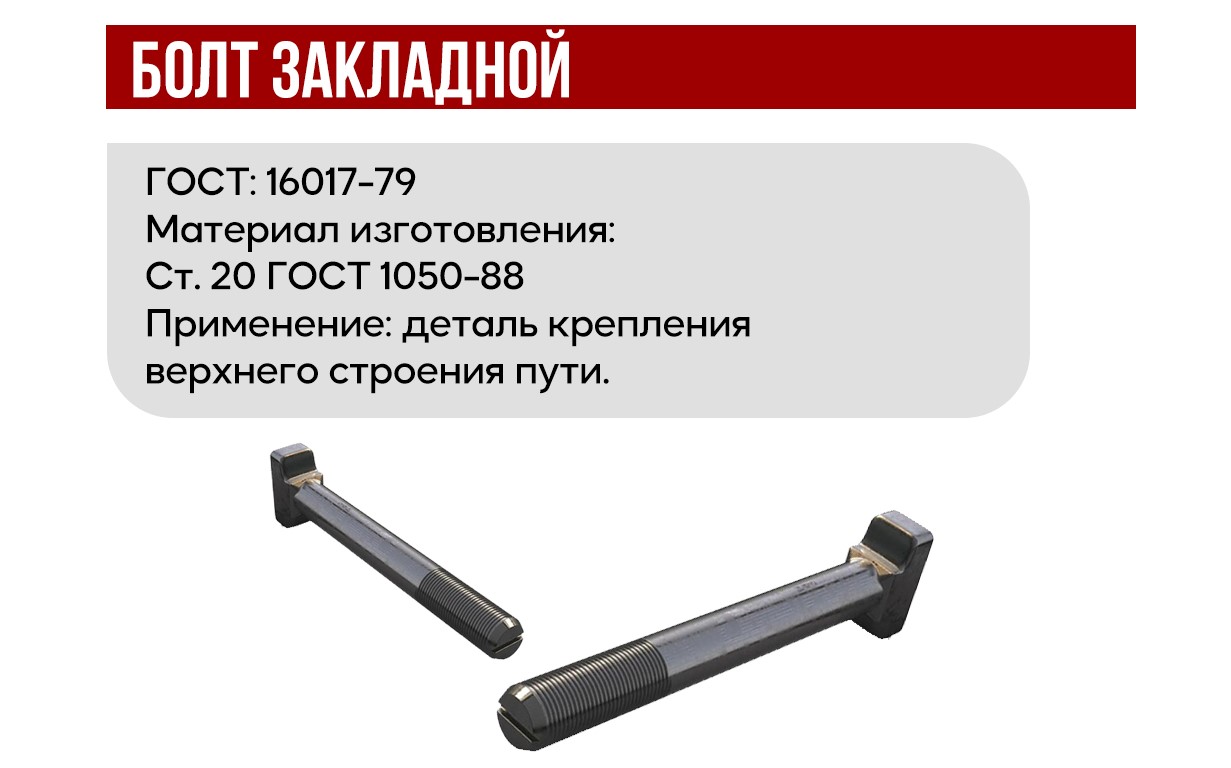 БОЛТ ЗАКЛАДНОЙ
ГОСТ: 16017-79
Материал изготовления:
Ст. 20 ГОСТ 1050-88
Применение: деталь крепления
верхнего строения пути.